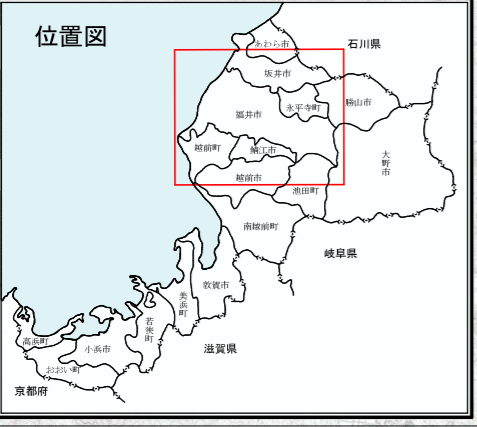 位置図
石川県
あわら市
坂井市
福井市
永平寺町
勝山市
越前町
鯖江市
大野市
越前市
池田町
南越前町
岐阜県
敦賀市
美浜町
若狭町
高浜町
小浜市
おおい町
滋賀県
京都府